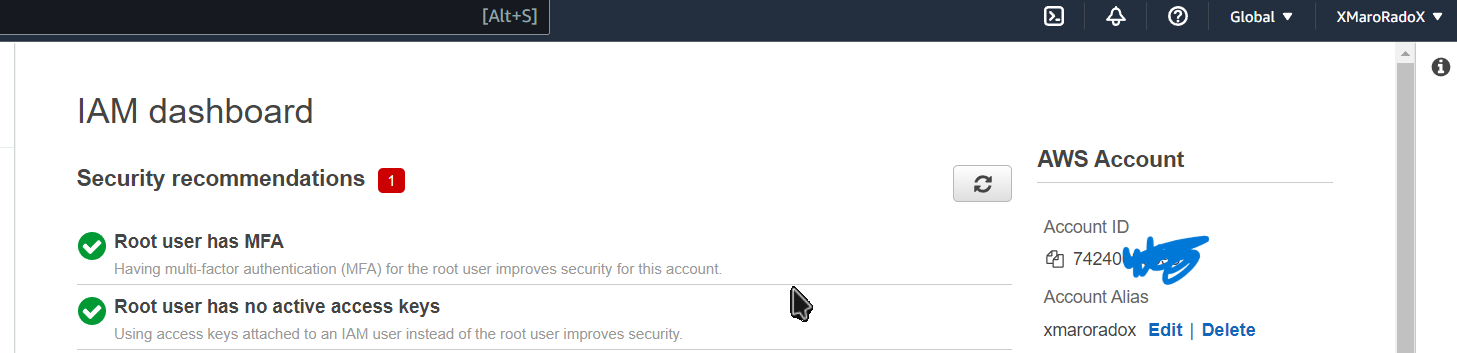 [Alt+S]
Global
XMaroRadoX
IAM dashboard
Security recommendations 1
Root user has MFA
Having multi-factor authentication (MFA) for the root user improves security for this account.
Root user has no active access keys
Using access keys attached to an IAM user instead of the root user improves security.
AWS Account
Account ID
74240
Account Alias
xmaroradox Edit | Delete